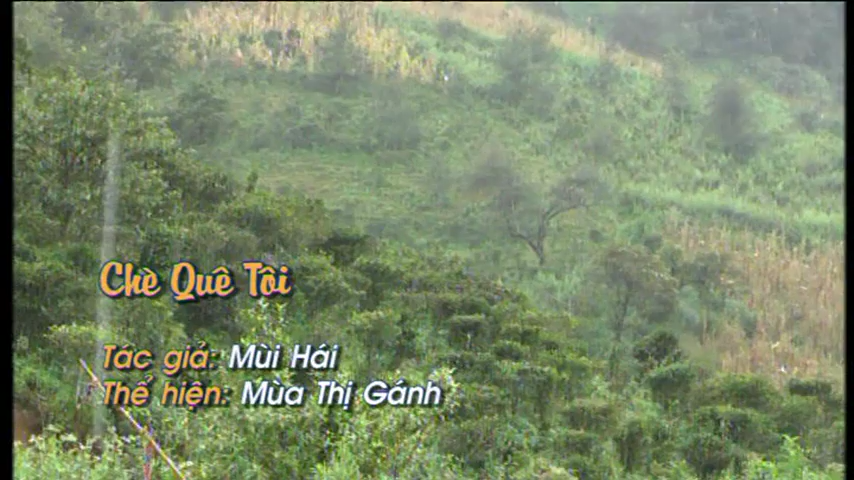 Chè Quê Tôi
Tác giả: Mùi Hái
Thể hiện: Mùa Thị Gánh